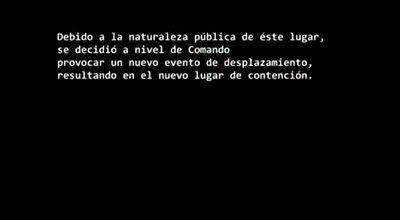 Debido a la naturaleza pública de éste lugar,
se decidió a nivel de Comando
provocar un nuevo evento de desplazamiento,
resultando en el nuevo lugar de contención.